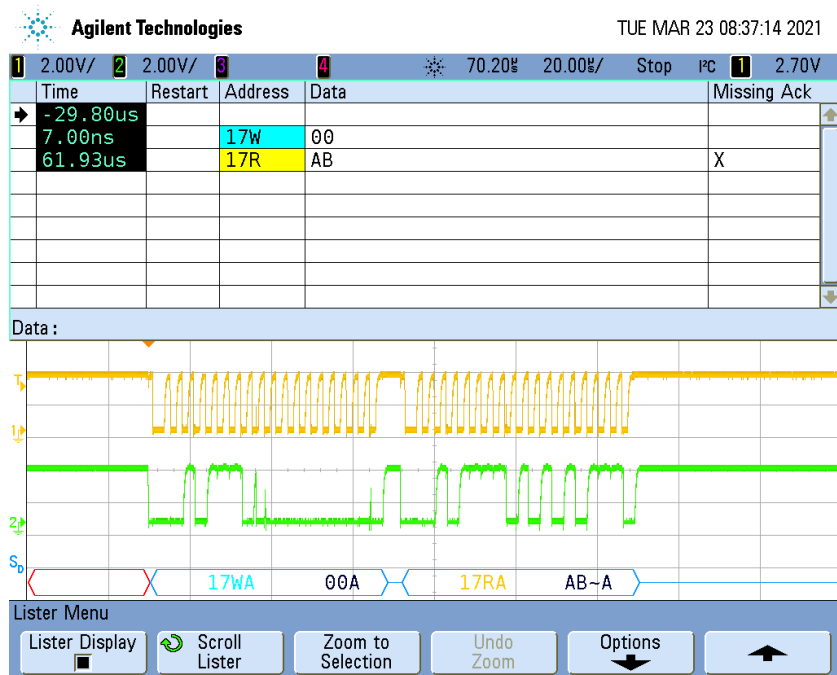 Agilent Technologies TUE MAR 23 08:37:14 2021
1 2.00V/ 2 2.00V/ 3 4 70.20us 20.00us/ Stop I²C 1 2.70V
Time Restart Address Data Missing Ack
-29.80us
7.00ns 17W 00
61.93us 17R AB X
Data :
T
1
2
SD
17WA 00A 17RA AB~A
Lister Menu
Lister Display Scroll Lister Zoom to Selection Undo Zoom Options